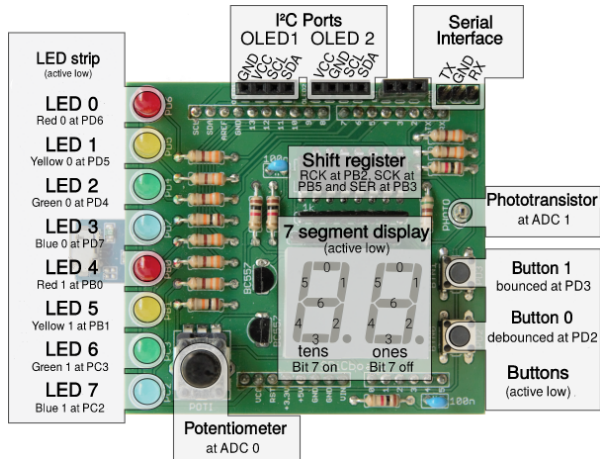 I²C Ports
OLED1 OLED 2
GND
VCC
SCL
SDA
VCC
GND
SCL
SDA
Serial
Interface
TX
GND
RX
LED strip
(active low)
LED 0
Red 0 at PD6
LED 1
Yellow 0 at PD5
LED 2
Green 0 at PD4
LED 3
Blue 0 at PD7
LED 4
Red 1 at PB0
LED 5
Yellow 1 at PB1
LED 6
Green 1 at PC3
LED 7
Blue 1 at PC2
PD6
PC3
PC2
Shift register
RCK at PB2, SCK at
PB5 and SER at PB3
7 segment display
(active low)
0
5 1
6
4 2
3
0
5 1
6
4 2
3
tens ones
Bit 7 on Bit 7 off
BC557
Phototransistor
at ADC 1
PHOTO
Button 1
bounced at PD3
Button 0
debounced at PD2
Buttons
(active low)
POTI
100n
Potentiometer
at ADC 0